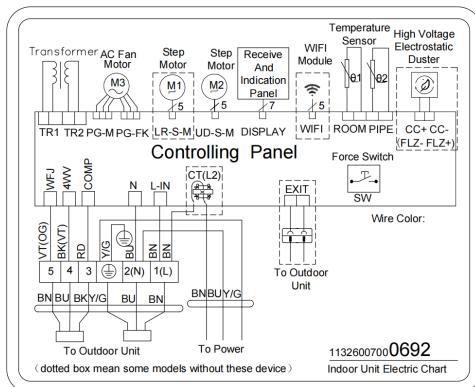 Transformer
AC Fan
Motor
Step
Motor
Step
Motor
Receive
And
Indication
Panel
WIFI
Module
Temperature
Sensor
High Voltage
Electrostatic
Duster
M3
M1
M2
θ1
θ2
5
5
7
5
TR1 TR2 PG-M PG-FK LR-S-M UD-S-M DISPLAY WIFI ROOM PIPE CC+ CC-
(FLZ- FLZ+)
Controlling Panel
Force Switch
SW
WFJ
4WV
COMP
N
L-IN
CT(L2)
EXIT
Wire Color:
VT(OG)
BK(VT)
RD
Y/G
BU
BN
BN
5 4 3 2(N) 1(L)
To Outdoor
Unit
BN BU BK Y/G BU BN
BN BU Y/G
To Outdoor Unit
To Power
(dotted box mean some models without these device)
11326007000692
Indoor Unit Electric Chart